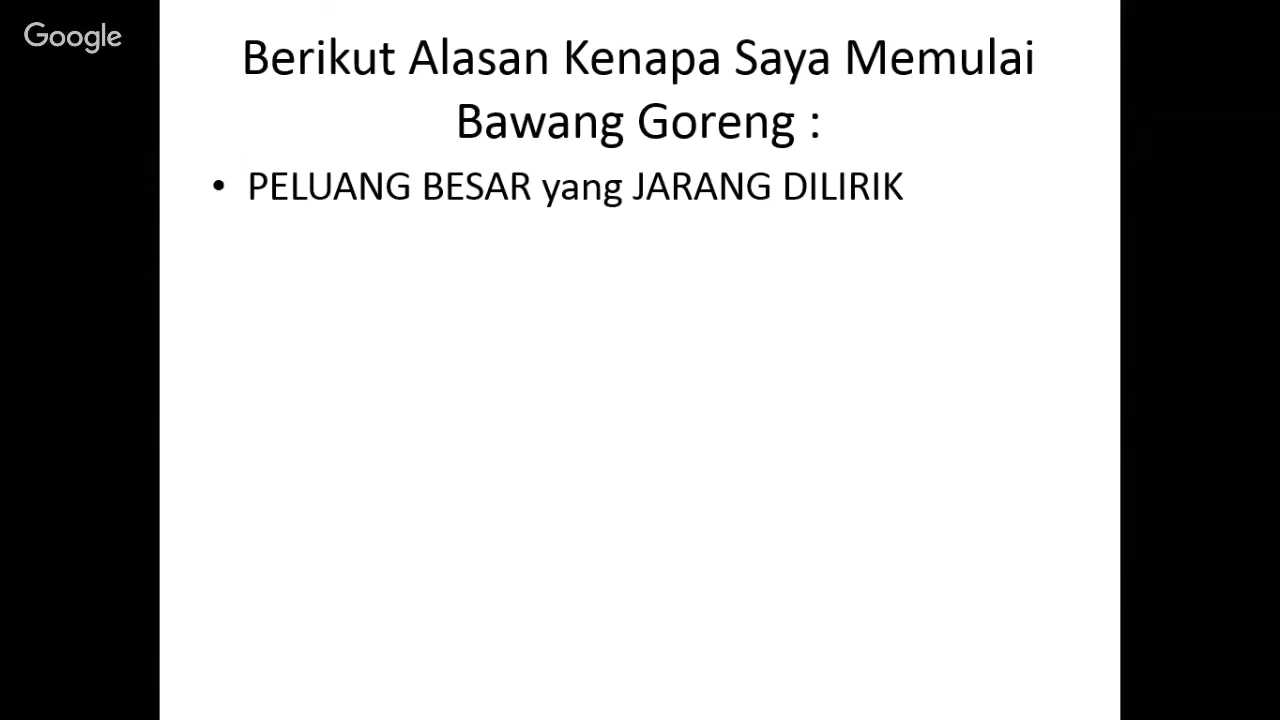 Google
Berikut Alasan Kenapa Saya Memulai
Bawang Goreng :
• PELUANG BESAR yang JARANG DILIRIK